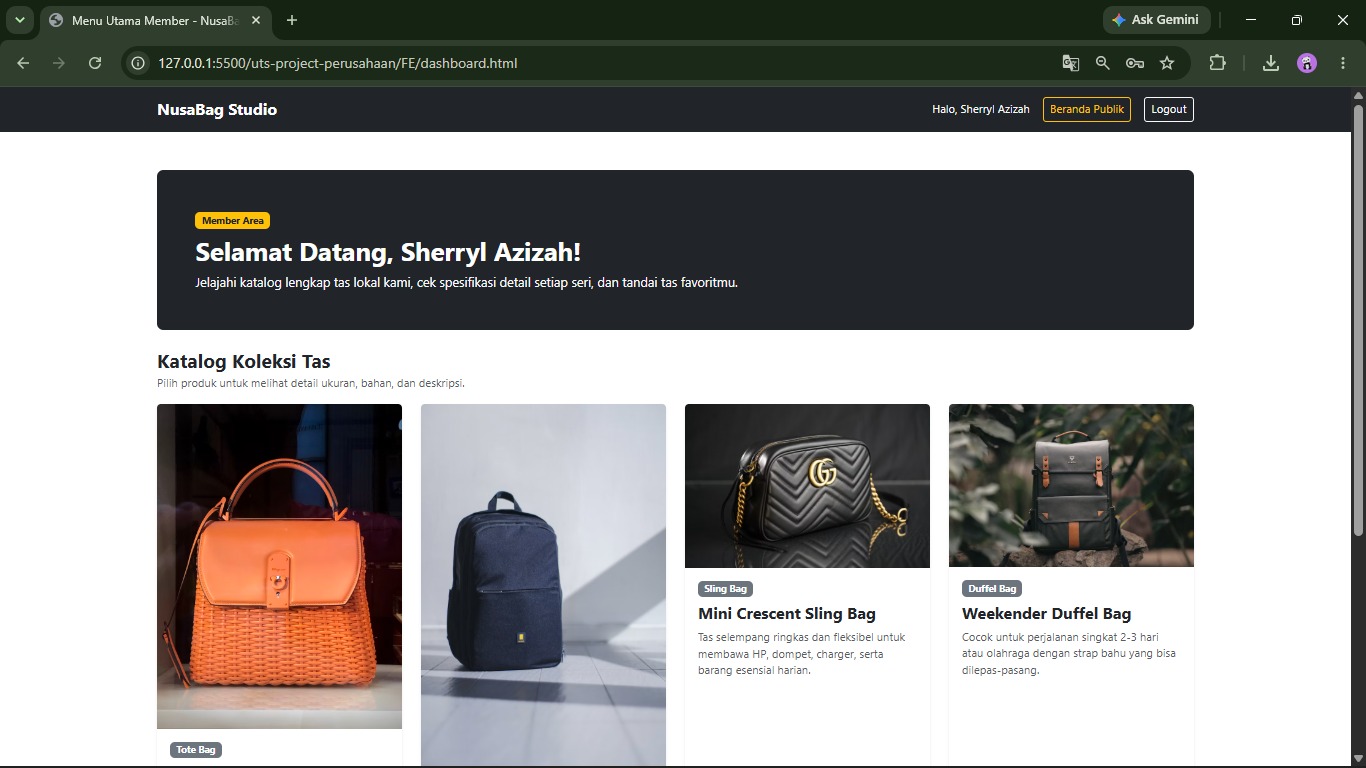 Menu Utama Member - NusaBa
Ask Gemini
127.0.0.1:5500/uts-project-perusahaan/FE/dashboard.html
NusaBag Studio
Halo, Sherryl Azizah
Beranda Publik
Logout
Member Area
Selamat Datang, Sherryl Azizah!
Jelajahi katalog lengkap tas lokal kami, cek spesifikasi detail setiap seri, dan tandai tas favoritmu.
Katalog Koleksi Tas
Pilih produk untuk melihat detail ukuran, bahan, dan deskripsi.
Tote Bag
Sling Bag
Mini Crescent Sling Bag
Tas selempang ringkas dan fleksibel untuk
membawa HP, dompet, charger, serta
barang esensial harian.
Duffel Bag
Weekender Duffel Bag
Cocok untuk perjalanan singkat 2-3 hari
atau olahraga dengan strap bahu yang bisa
dilepas-pasang.